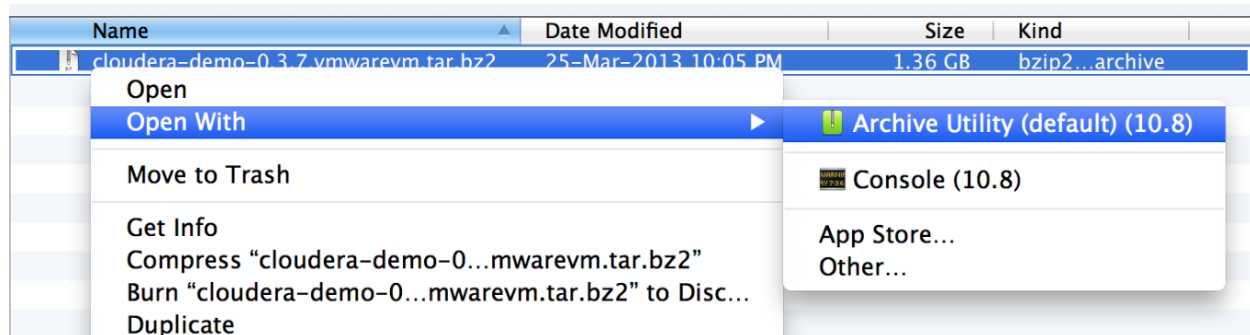 Name Date Modified Size Kind
cloudera-demo-0.3.7.vmwarevm.tar.bz2 25-Mar-2013 10:05 PM 1.36 GB bzip2...archive
Open
Open With
Archive Utility (default) (10.8)
Move to Trash
Console (10.8)
Get Info
App Store...
Compress “cloudera-demo-0...mwarevm.tar.bz2”
Other...
Burn “cloudera-demo-0...mwarevm.tar.bz2” to Disc...
Duplicate